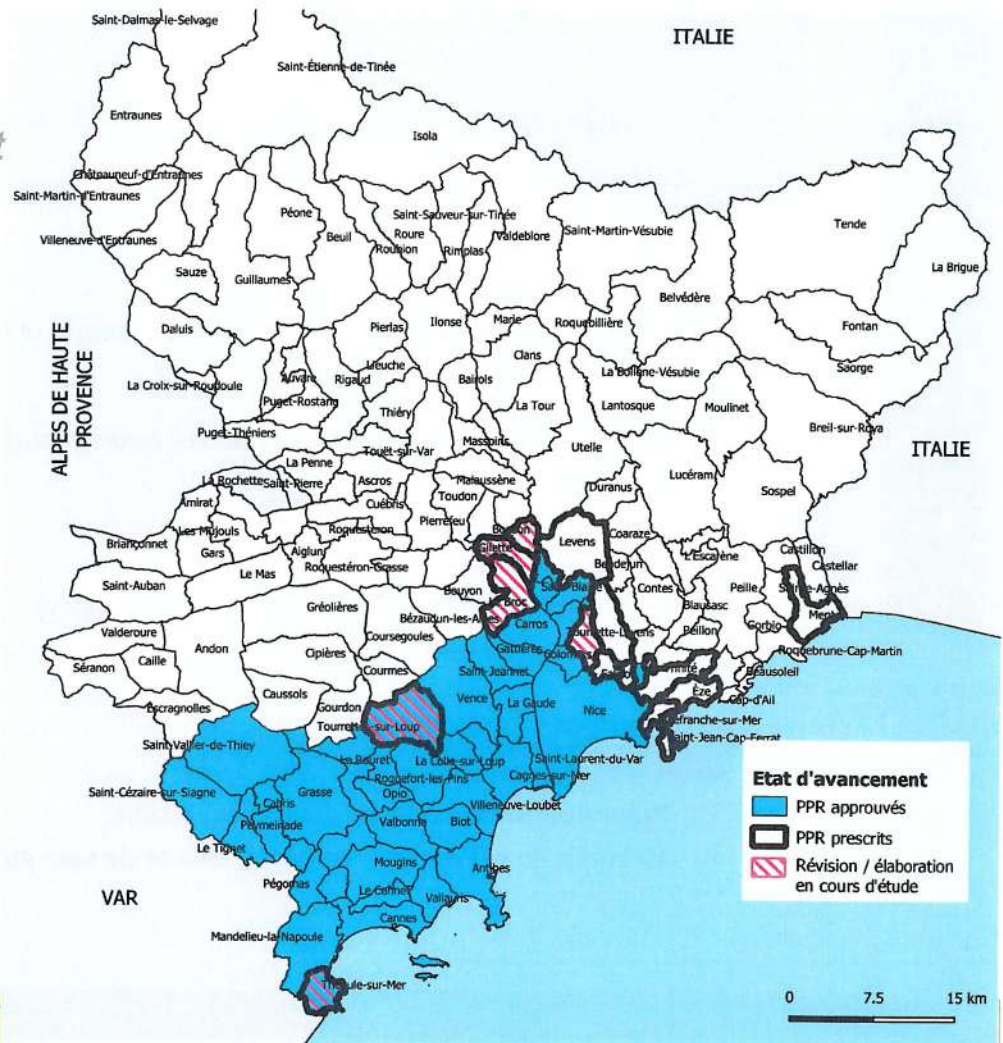 Saint-Dalmas-le-Selvage
ITALIE
Saint-Étienne-de-Tinée
Entraunes
Isola
Châteauneuf-d'Entraunes
Saint-Martin-d'Entraunes
Péone
Saint-Sauveur-sur-Tinée
Roure
Villeneuve-d'Entraunes
Beuil
Roubion
Rimplas
Valdeblore
Saint-Martin-Vésubie
Tende
Sauze
Guillaumes
La Brigue
Belvédère
Daluis
Pierlas
Ilonse
Marie
Roquebillière
Fontan
Clans
Saorge
ALPES DE HAUTE
PROVENCE
La Croix-sur-Roudoule
Auvare
Rigaud
Lieuche
Bairols
La Bollène-Vésubie
Puget-Rostang
Thiéry
La Tour
Lantosque
Moulinet
Breil-sur-Roya
Puget-Théniers
Touët-sur-Var
Massoins
Utelle
ITALIE
La Penne
Lucéram
La Rochette
Saint-Pierre
Ascros
Malaussène
Duranus
Sospel
Amirat
Cuébris
Toudon
Les Mujouls
Roquesteron
Pierrefeu
Levens
Coaraze
Briançonnet
Gars
Aiglun
Gilette
L'Escarène
Castillon
Le Mas
Roquestéron-Grasse
Bendejun
Castellar
Saint-Auban
Bouyon
Saint-Blaise
Contes
Peille
Sainte-Agnès
Gréolières
Le Broc
Blausasc
Bézaudun-les-Alpes
Carros
Tourrette-Levens
Peillon
Gorbio
Valderoure
Andon
Coursegoules
Gattières
Roquebrune-Cap-Martin
Séranon
Caille
Cipières
Courmes
Saint-Jeannet
Beausoleil
Caussols
Vence
Èze
Cap-d'Ail
Escragnolles
Gourdon
La Gaude
Nice
Tourrettes-sur-Loup
Saint-Vallier-de-Thiey
Saint-Laurent-du-Var
La Colle-sur-Loup
Roquefort-les-Pins
Cagnes-sur-Mer
Saint-Cézaire-sur-Siagne
Grasse
Opio
Villeneuve-Loubet
Cabris
Peymeinade
Valbonne
Biot
Le Tignet
Mougins
Antibes
Pégomas
Le Cannet
Vallauris
VAR
Cannes
Mandelieu-la-Napoule
Théoule-sur-Mer
Etat d'avancement
PPR approuvés
PPR prescrits
Révision / élaboration
en cours d'étude
0 7.5 15 km